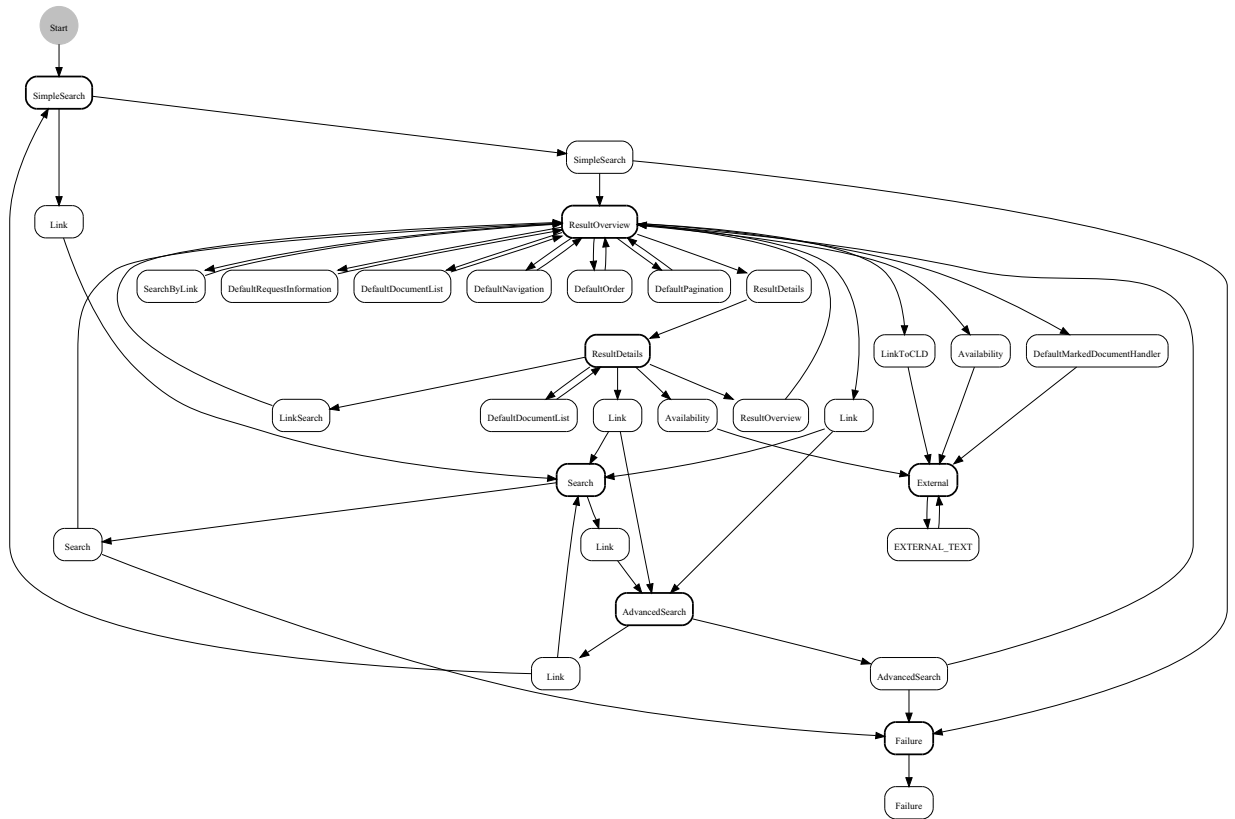 Start
SimpleSearch
SimpleSearch
Link
ResultOverview
SearchByLink
DefaultRequestInformation
DefaultDocumentList
DefaultNavigation
DefaultOrder
DefaultPagination
ResultDetails
ResultDetails
LinkToCLD
Availability
DefaultMarkedDocumentHandler
LinkSearch
DefaultDocumentList
Link
Availability
ResultOverview
Link
Search
External
Search
Link
EXTERNAL_TEXT
AdvancedSearch
Link
AdvancedSearch
Failure
Failure